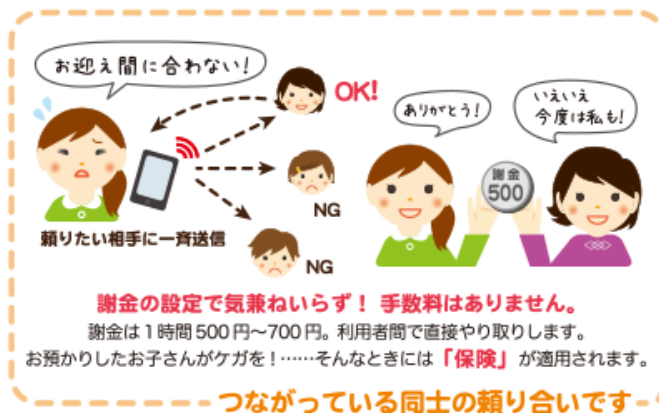 お迎え間に合わない!
OK!
NG
NG
頼りたい相手に一斉送信
ありがとう!
いえいえ
今度は私も!
謝金
500
謝金の設定で気兼ねいらず! 手数料はありません。
謝金は1時間500円〜700円。利用者間で直接やり取りします。
お預かりしたお子さんがケガを!……そんなときには「保険」が適用されます。
つながっている同士の頼り合いです